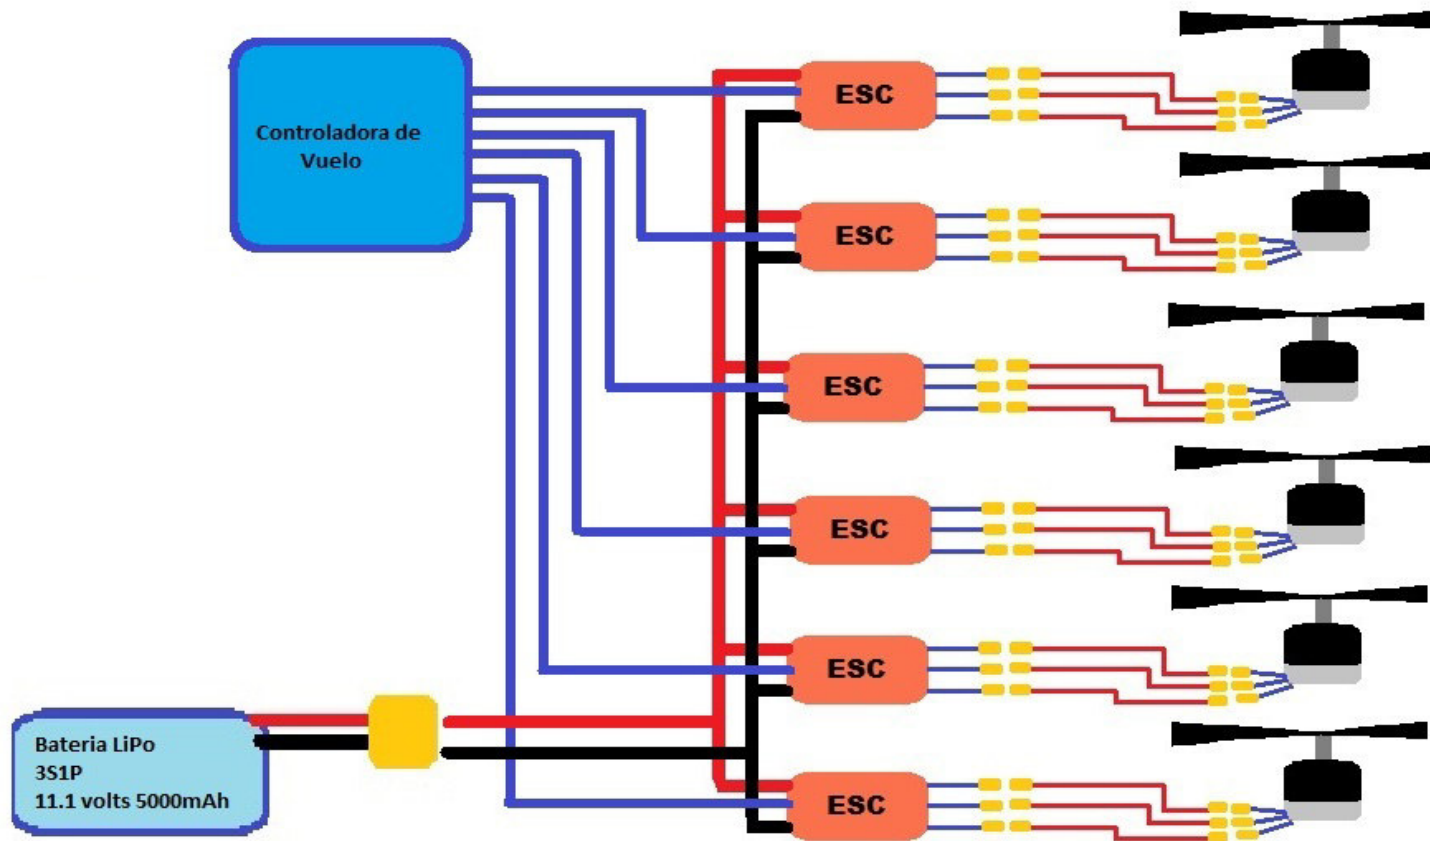 Controladora de
Vuelo
ESC
ESC
ESC
ESC
ESC
ESC
Bateria LiPo
3S1P
11.1 volts 5000mAh